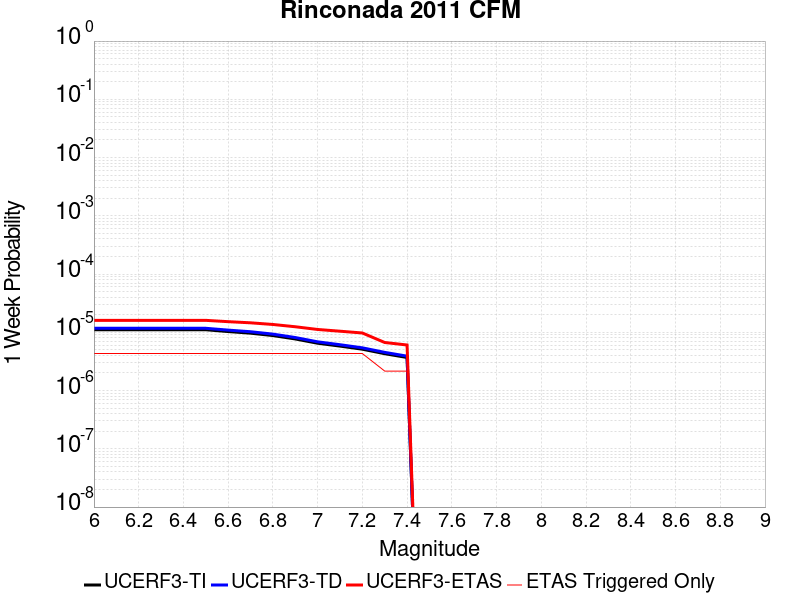 Rinconada 2011 CFM
10^0
10^-1
10^-2
10^-3
10^-4
10^-5
10^-6
10^-7
10^-8
1 Week Probability
6 6.2 6.4 6.6 6.8 7 7.2 7.4 7.6 7.8 8 8.2 8.4 8.6 8.8 9
Magnitude
UCERF3-TI UCERF3-TD UCERF3-ETAS ETAS Triggered Only